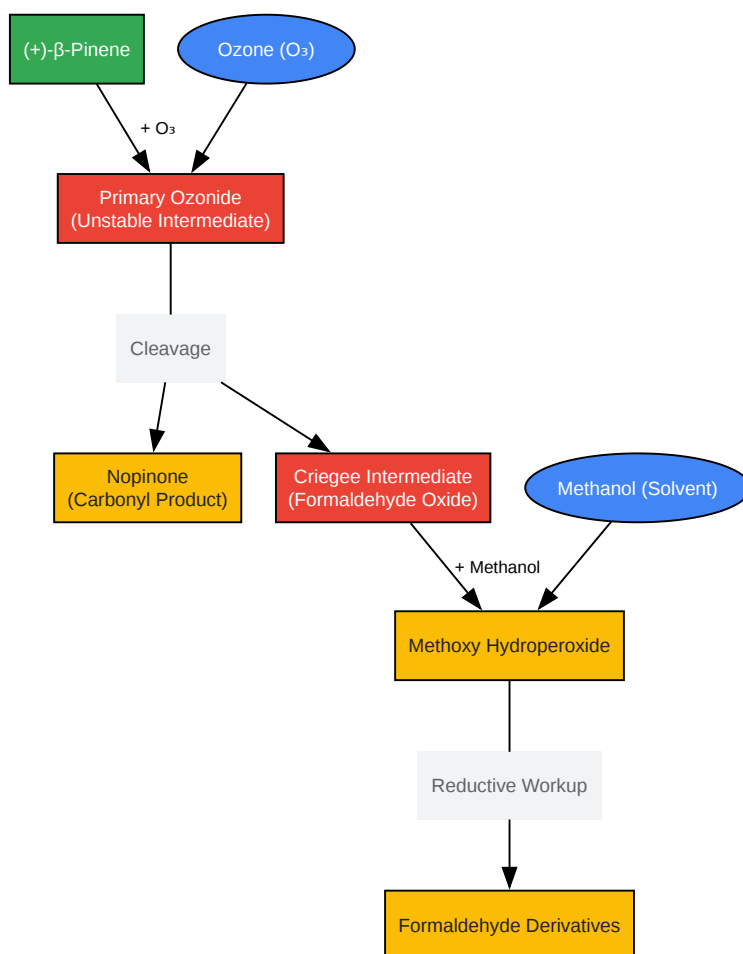 (+)-β-Pinene
Ozone (O₃)
+ O₃
Primary Ozonide
(Unstable Intermediate)
Cleavage
Nopinone
(Carbonyl Product)
Criegee Intermediate
(Formaldehyde Oxide)
Methanol (Solvent)
+ Methanol
Methoxy Hydroperoxide
Reductive Workup
Formaldehyde Derivatives